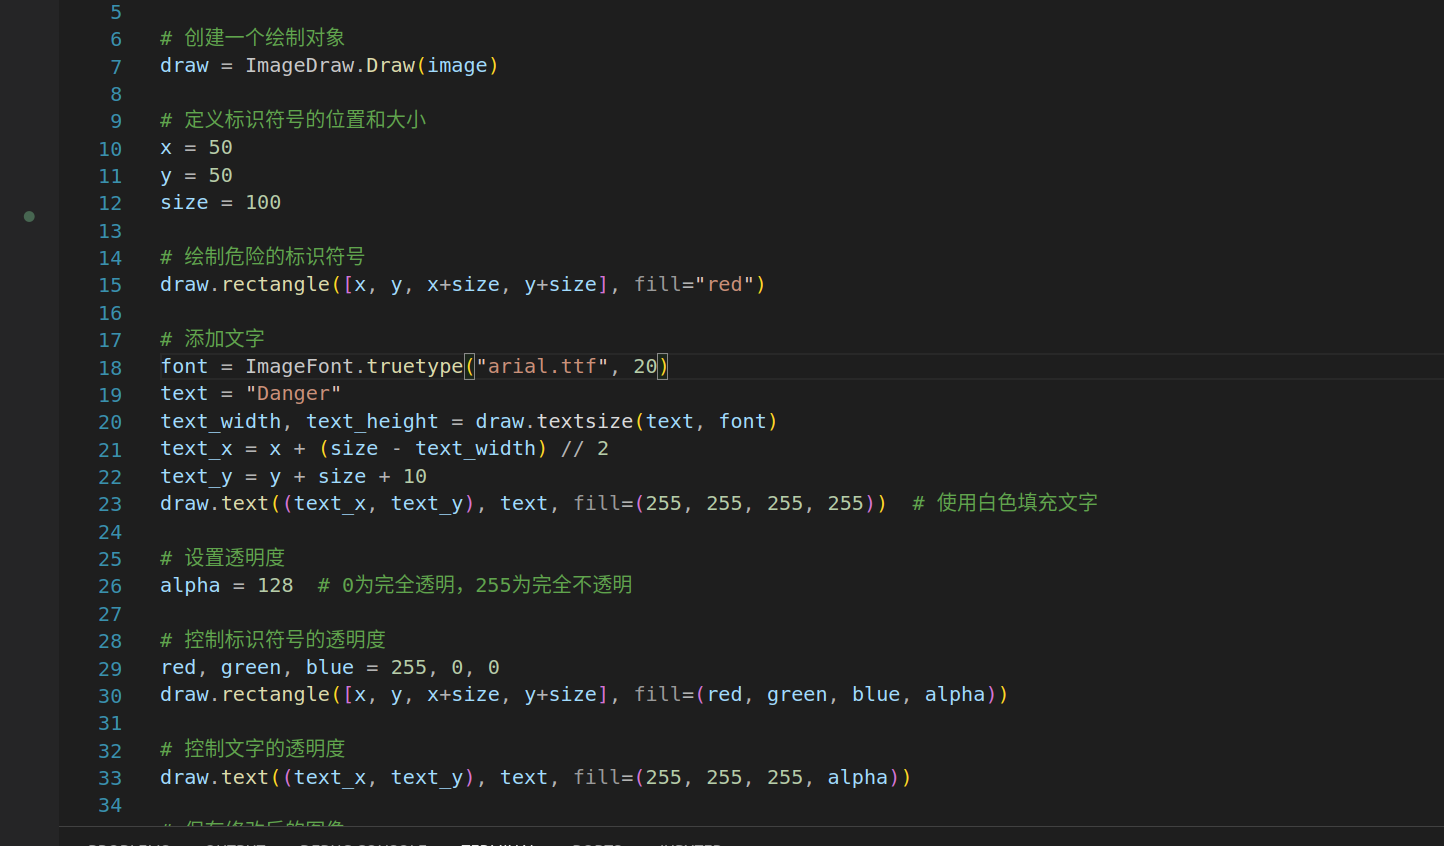 5
6 # 创建一个绘制对象
7 draw = ImageDraw.Draw(image)
8
9 # 定义标识符号的位置和大小
10 x = 50
11 y = 50
12 size = 100
13
14 # 绘制危险的标识符号
15 draw.rectangle([x, y, x+size, y+size], fill="red")
16
17 # 添加文字
18 font = ImageFont.truetype("arial.ttf", 20)
19 text = "Danger"
20 text_width, text_height = draw.textsize(text, font)
21 text_x = x + (size - text_width) // 2
22 text_y = y + size + 10
23 draw.text((text_x, text_y), text, fill=(255, 255, 255, 255))  # 使用白色填充文字
24
25 # 设置透明度
26 alpha = 128  # 0为完全透明，255为完全不透明
27
28 # 控制标识符号的透明度
29 red, green, blue = 255, 0, 0
30 draw.rectangle([x, y, x+size, y+size], fill=(red, green, blue, alpha))
31
32 # 控制文字的透明度
33 draw.text((text_x, text_y), text, fill=(255, 255, 255, alpha))
34
# 保存修改后的图像